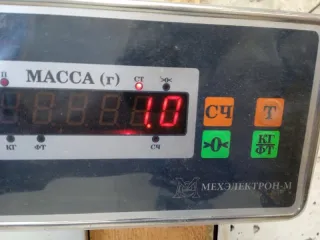 П МАССА (г) СТ
1.0
СЧ Т
>0< КГ/ФТ
КГ ФТ СЧ
МЕХЭЛЕКТРОН-М